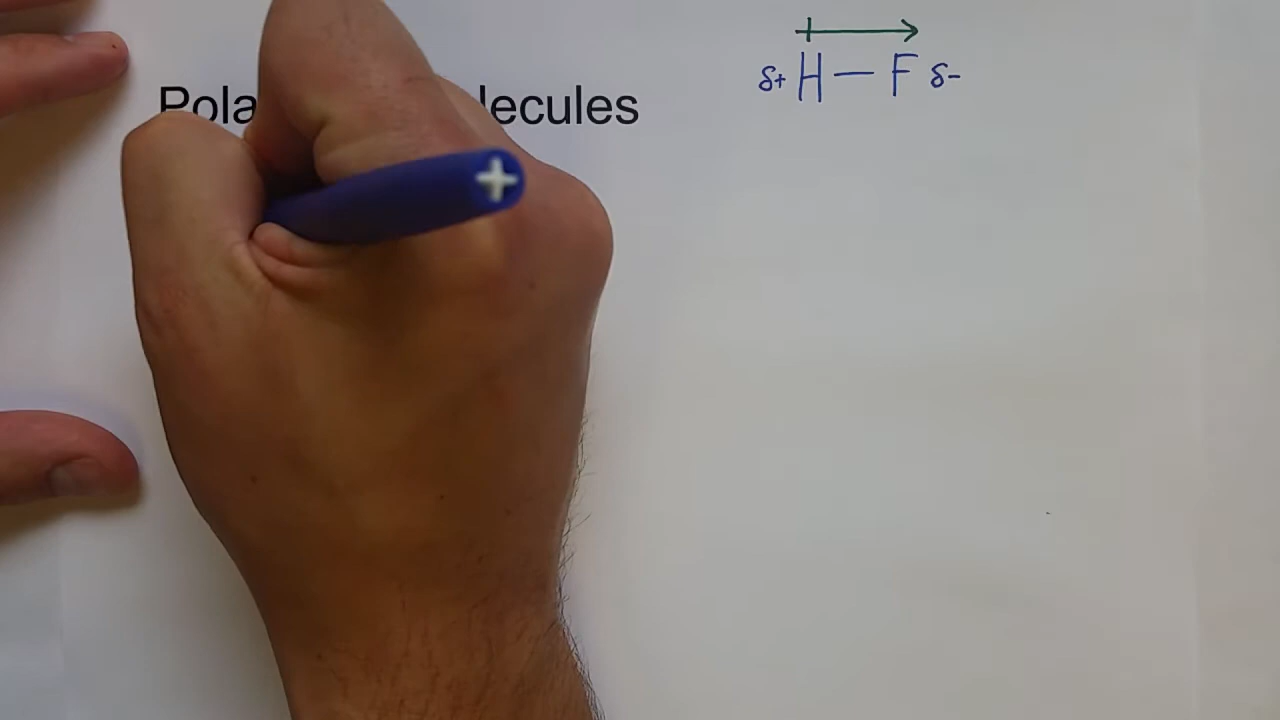 Pola lecules
δ+ H — F δ-